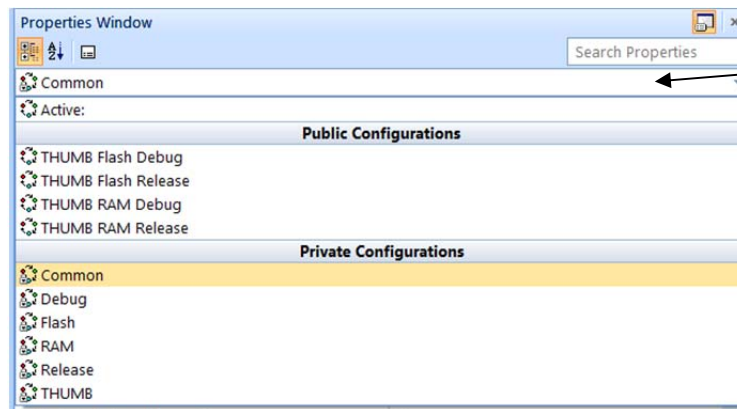 Properties Window
Search Properties
Common
Active:
Public Configurations
THUMB Flash Debug
THUMB Flash Release
THUMB RAM Debug
THUMB RAM Release
Private Configurations
Common
Debug
Flash
RAM
Release
THUMB